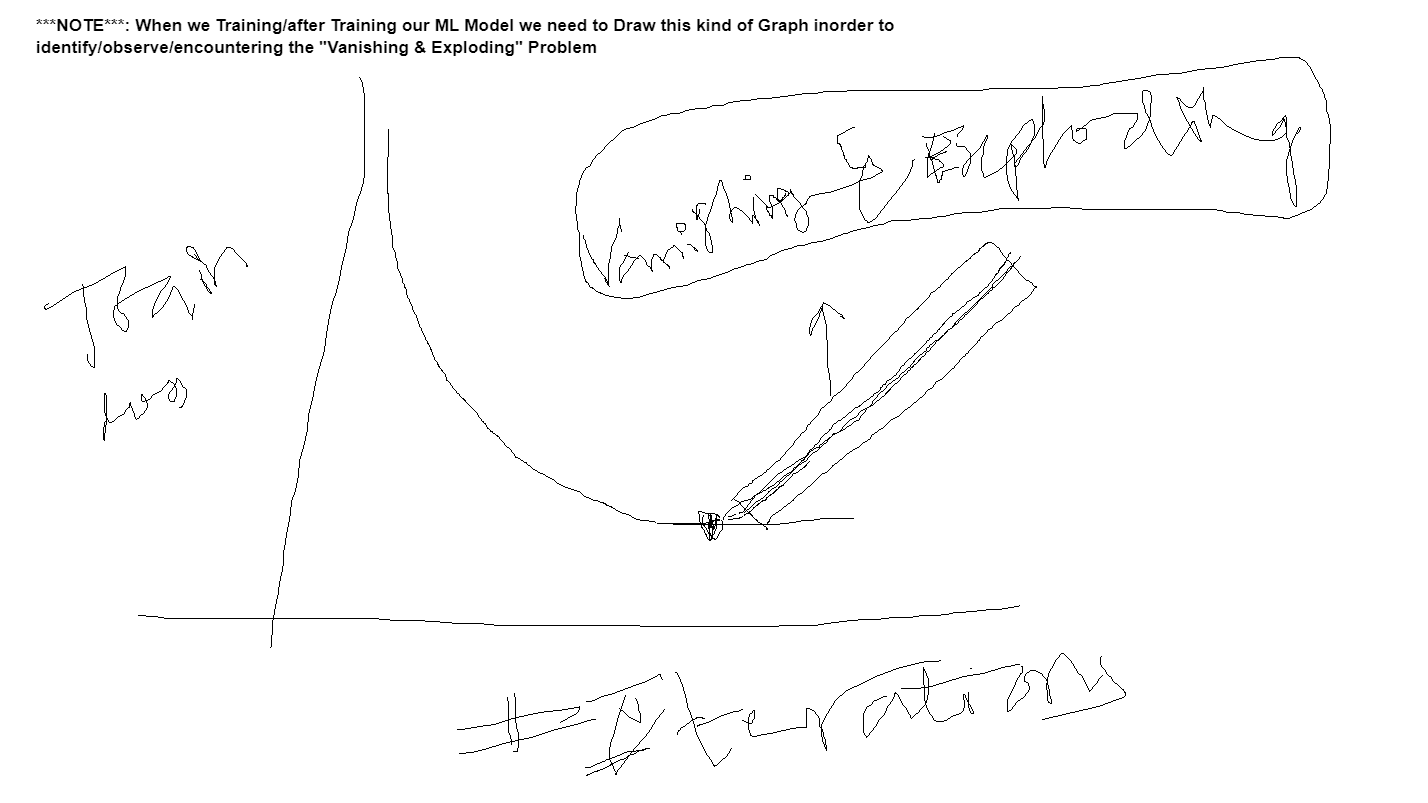 ***NOTE***: When we Training/after Training our ML Model we need to Draw this kind of Graph inorder to
identify/observe/encountering the "Vanishing & Exploding" Problem
Vanishing & Exploding
Train
loss
# Iterations